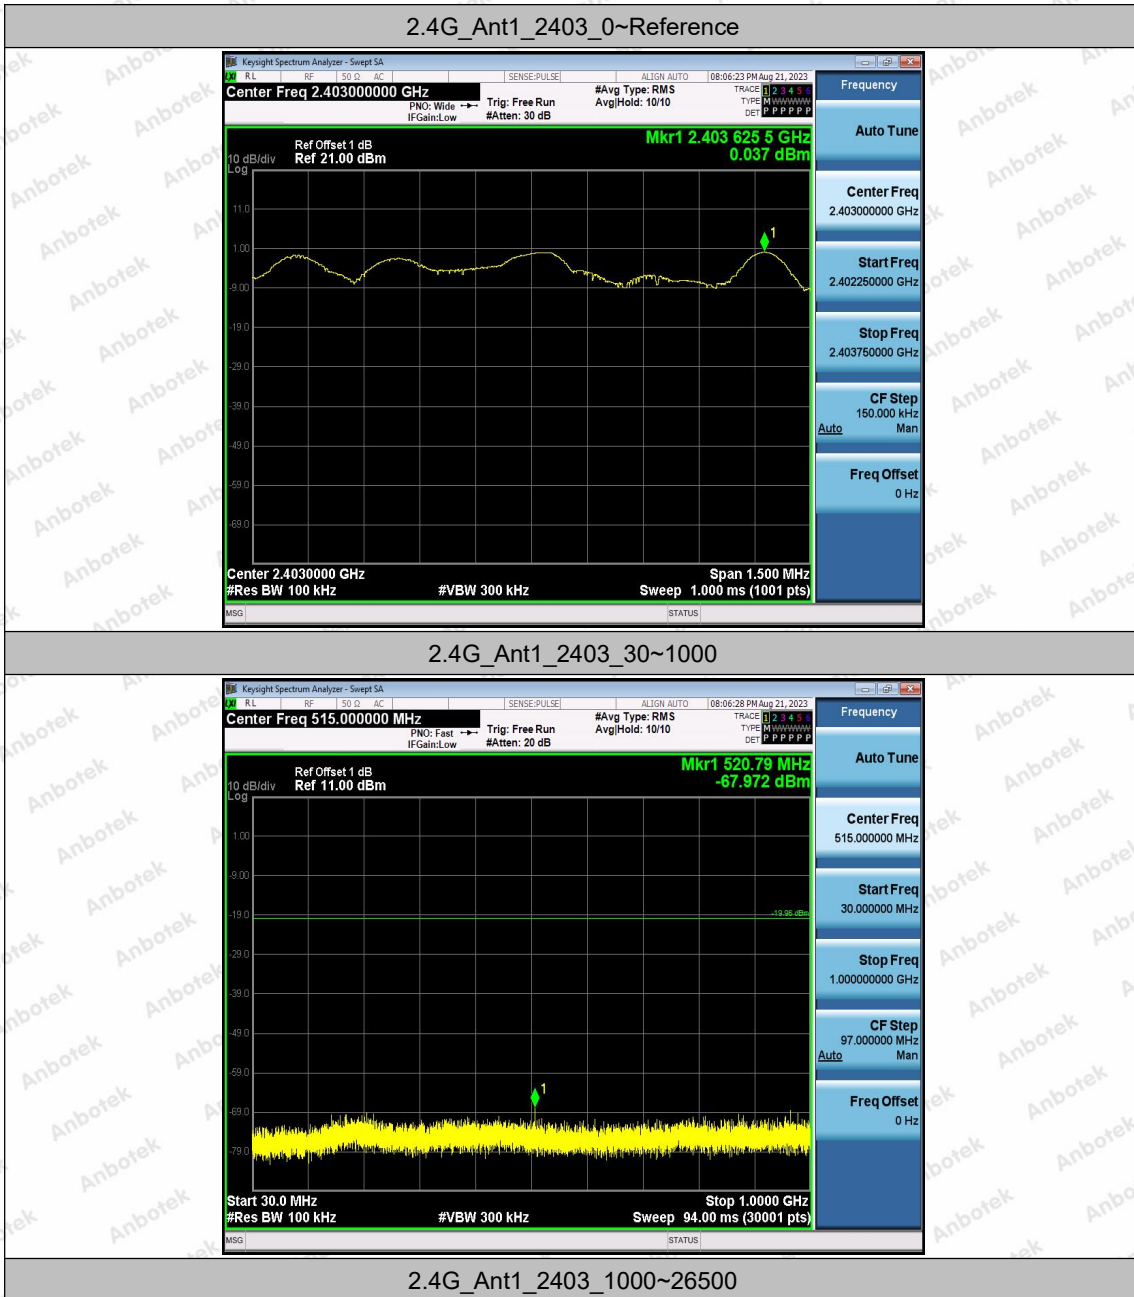 2.4G_Ant1_2403_0~Reference
Keysight Spectrum Analyzer - Swept SA
LXI RL RF 50 Ω AC SENSE:PULSE ALIGN AUTO 08:06:23 PM Aug 21, 2023
Center Freq 2.403000000 GHz
PNO: Wide
IFGain:Low
Trig: Free Run
#Atten: 30 dB
#Avg Type: RMS
Avg|Hold: 10/10
TRACE 1 2 3 4 5 6
TYPE M WWWWW
DET P P P P P P
Ref Offset 1 dB
Ref 21.00 dBm
10 dB/div
Log
Mkr1 2.403 625 5 GHz
0.037 dBm
11.0
1.00
-9.00
-19.0
-29.0
-39.0
-49.0
-59.0
-69.0
1
Center 2.4030000 GHz
Span 1.500 MHz
#Res BW 100 kHz
#VBW 300 kHz
Sweep 1.000 ms (1001 pts)
MSG
STATUS
Frequency
Auto Tune
Center Freq
2.403000000 GHz
Start Freq
2.402250000 GHz
Stop Freq
2.403750000 GHz
CF Step
150.000 kHz
Auto Man
Freq Offset
0 Hz
2.4G_Ant1_2403_30~1000
Keysight Spectrum Analyzer - Swept SA
LXI RL RF 50 Ω AC SENSE:PULSE ALIGN AUTO 08:06:28 PM Aug 21, 2023
Center Freq 515.000000 MHz
PNO: Fast
IFGain:Low
Trig: Free Run
#Atten: 20 dB
#Avg Type: RMS
Avg|Hold: 10/10
TRACE 1 2 3 4 5 6
TYPE M WWWWW
DET P P P P P P
Ref Offset 1 dB
Ref 11.00 dBm
10 dB/div
Log
Mkr1 520.79 MHz
-67.972 dBm
1.00
-9.00
-19.0
-29.0
-39.0
-49.0
-59.0
-69.0
-79.0
-19.96 dBm
1
Start 30.0 MHz
Stop 1.0000 GHz
#Res BW 100 kHz
#VBW 300 kHz
Sweep 94.00 ms (30001 pts)
MSG
STATUS
Frequency
Auto Tune
Center Freq
515.000000 MHz
Start Freq
30.000000 MHz
Stop Freq
1.000000000 GHz
CF Step
97.000000 MHz
Auto Man
Freq Offset
0 Hz
2.4G_Ant1_2403_1000~26500
Anbotek